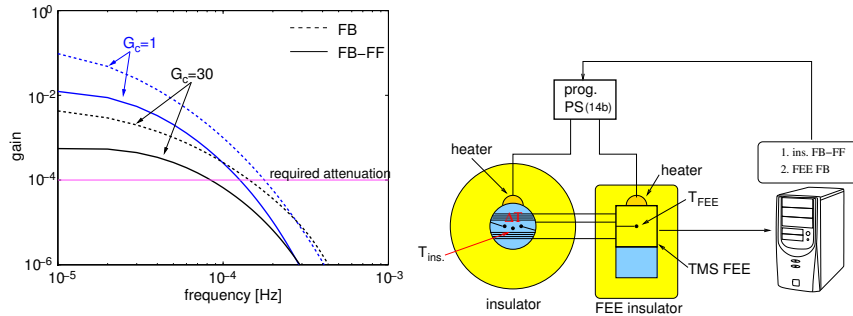 10^0
10^-2
10^-4
10^-6
gain
10^-5
10^-4
10^-3
frequency [Hz]
G_c=1
G_c=30
FB
FB−FF
required attenuation
prog.
PS (14b)
heater
heater
ΔT
T_ins.
insulator
T_FEE
TMS FEE
FEE insulator
1. ins. FB−FF
2. FEE FB